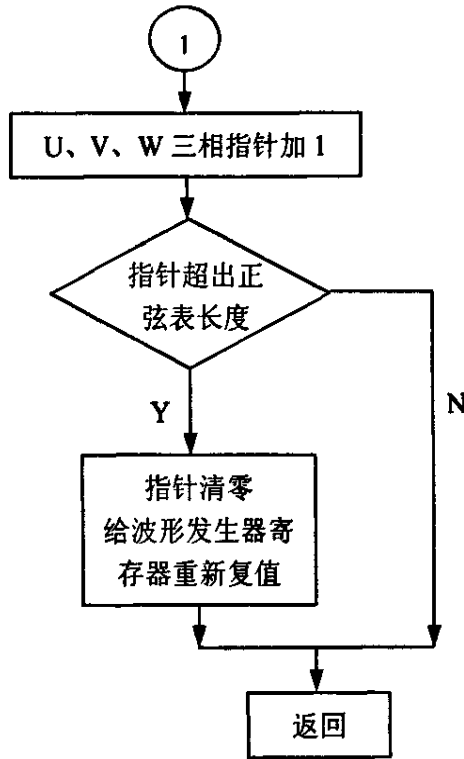 1
U、V、W 三相指针加 1
指针超出正
弦表长度
Y
N
指针清零
给波形发生器寄
存器重新复值
返回